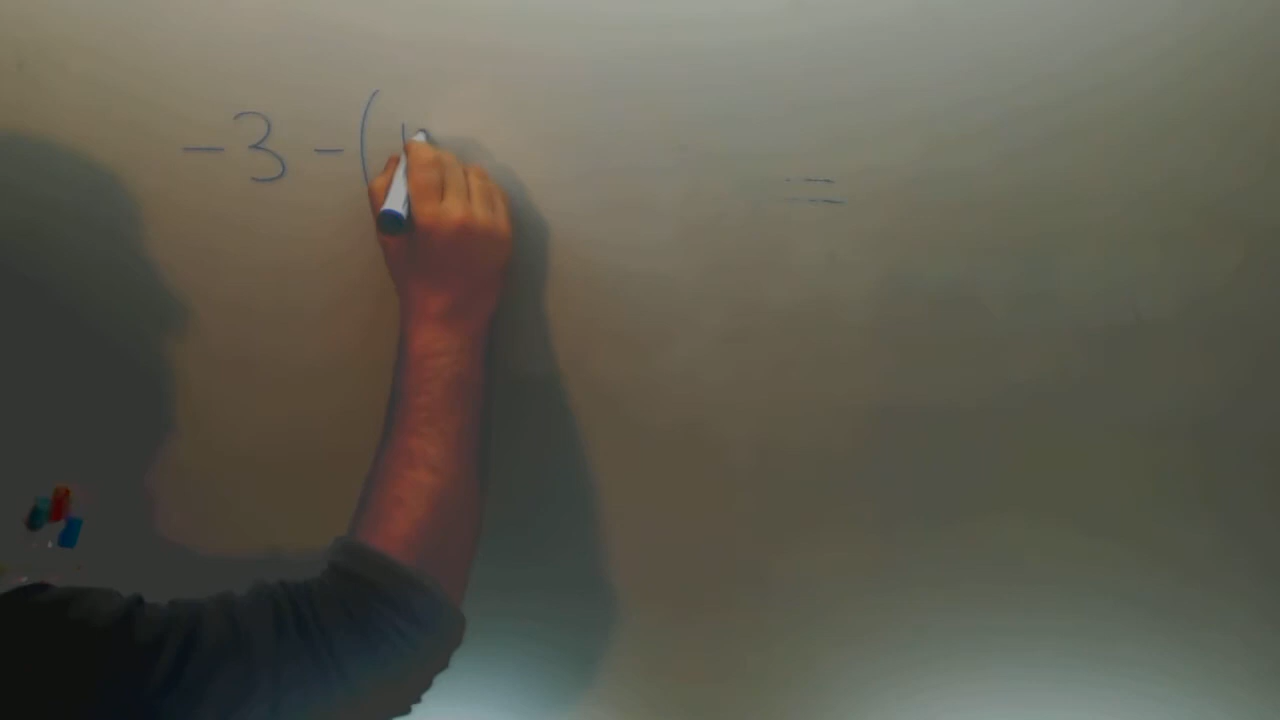 -3 -( =